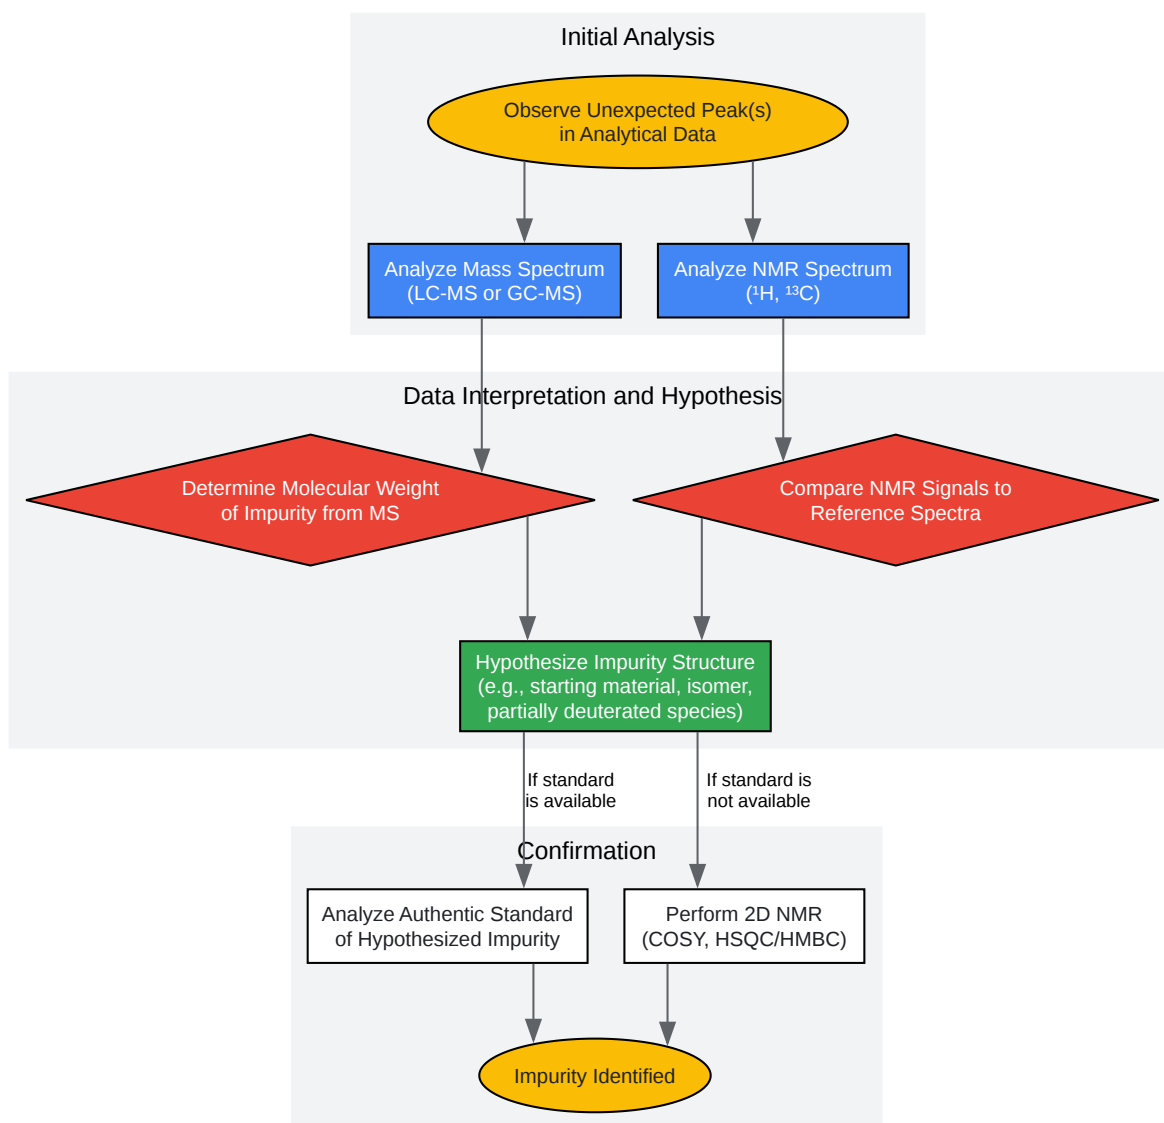 Initial Analysis
Observe Unexpected Peak(s)
in Analytical Data
Analyze Mass Spectrum
(LC-MS or GC-MS)
Analyze NMR Spectrum
(¹H, ¹³C)
Data Interpretation and Hypothesis
Determine Molecular Weight
of Impurity from MS
Compare NMR Signals to
Reference Spectra
Hypothesize Impurity Structure
(e.g., starting material, isomer,
partially deuterated species)
If standard
is available
If standard is
not available
Confirmation
Analyze Authentic Standard
of Hypothesized Impurity
Perform 2D NMR
(COSY, HSQC/HMBC)
Impurity Identified